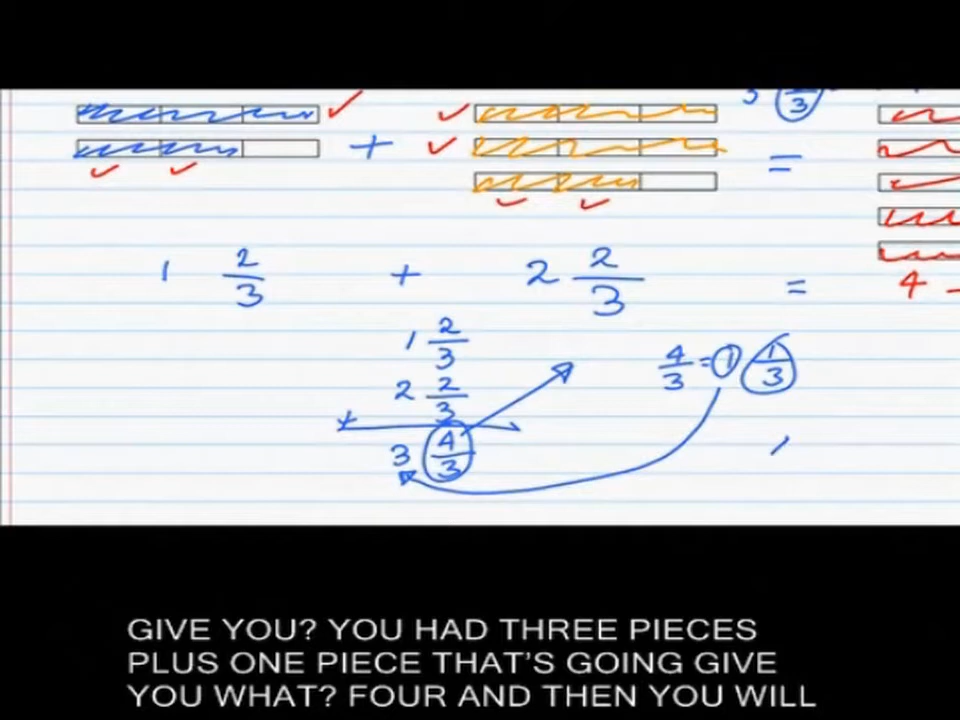 3
+ =
1 2/3 + 2 2/3 = 4 -
1 2/3
2 2/3 4/3 = 1 1/3
+
3 4/3
GIVE YOU? YOU HAD THREE PIECES
PLUS ONE PIECE THAT'S GOING GIVE
YOU WHAT? FOUR AND THEN YOU WILL